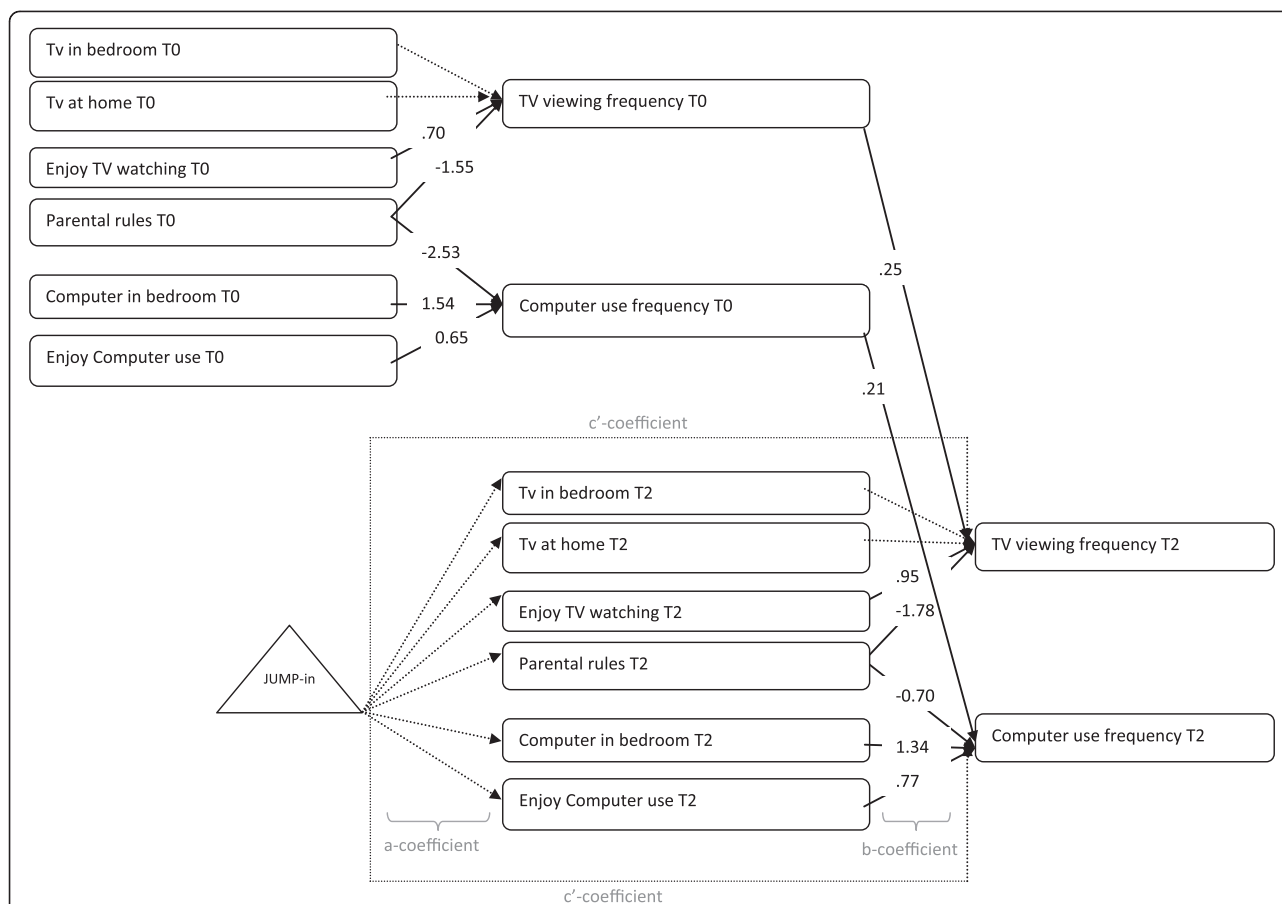 Tv in bedroom T0
Tv at home T0
TV viewing frequency T0
.70
Enjoy TV watching T0
-1.55
Parental rules T0
-2.53
.25
Computer in bedroom T0
1.54
Computer use frequency T0
0.65
Enjoy Computer use T0
.21
c’-coefficient
Tv in bedroom T2
Tv at home T2
TV viewing frequency T2
.95
Enjoy TV watching T2
-1.78
Parental rules T2
JUMP-in
-0.70
Computer in bedroom T2
1.34
Computer use frequency T2
.77
Enjoy Computer use T2
a-coefficient
b-coefficient
c’-coefficient